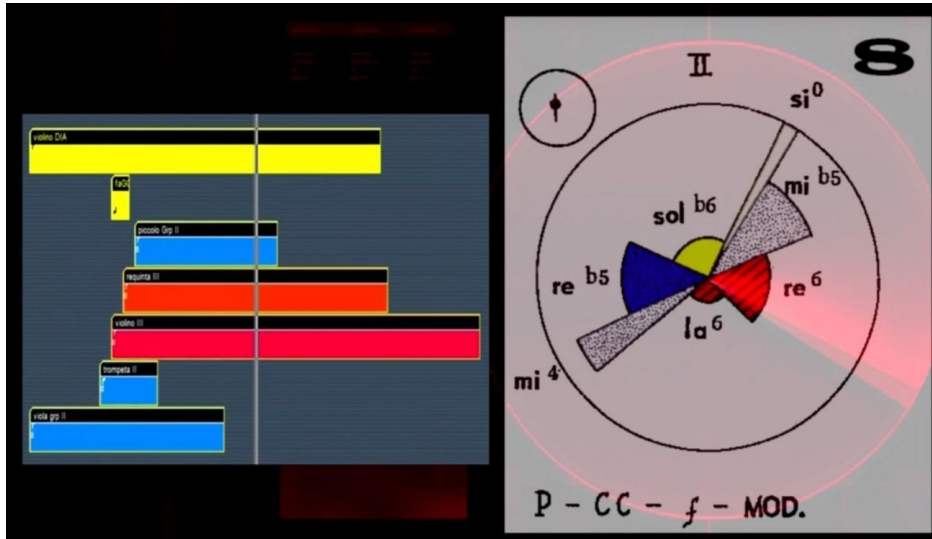 violino DIA
faGt
piccolo Grp II
requinta III
violino III
trompeta II
viola grp II
8
II
si⁰
mi b5
sol b6
re b5
re 6
la 6
mi 4
P - CC - f - MOD.